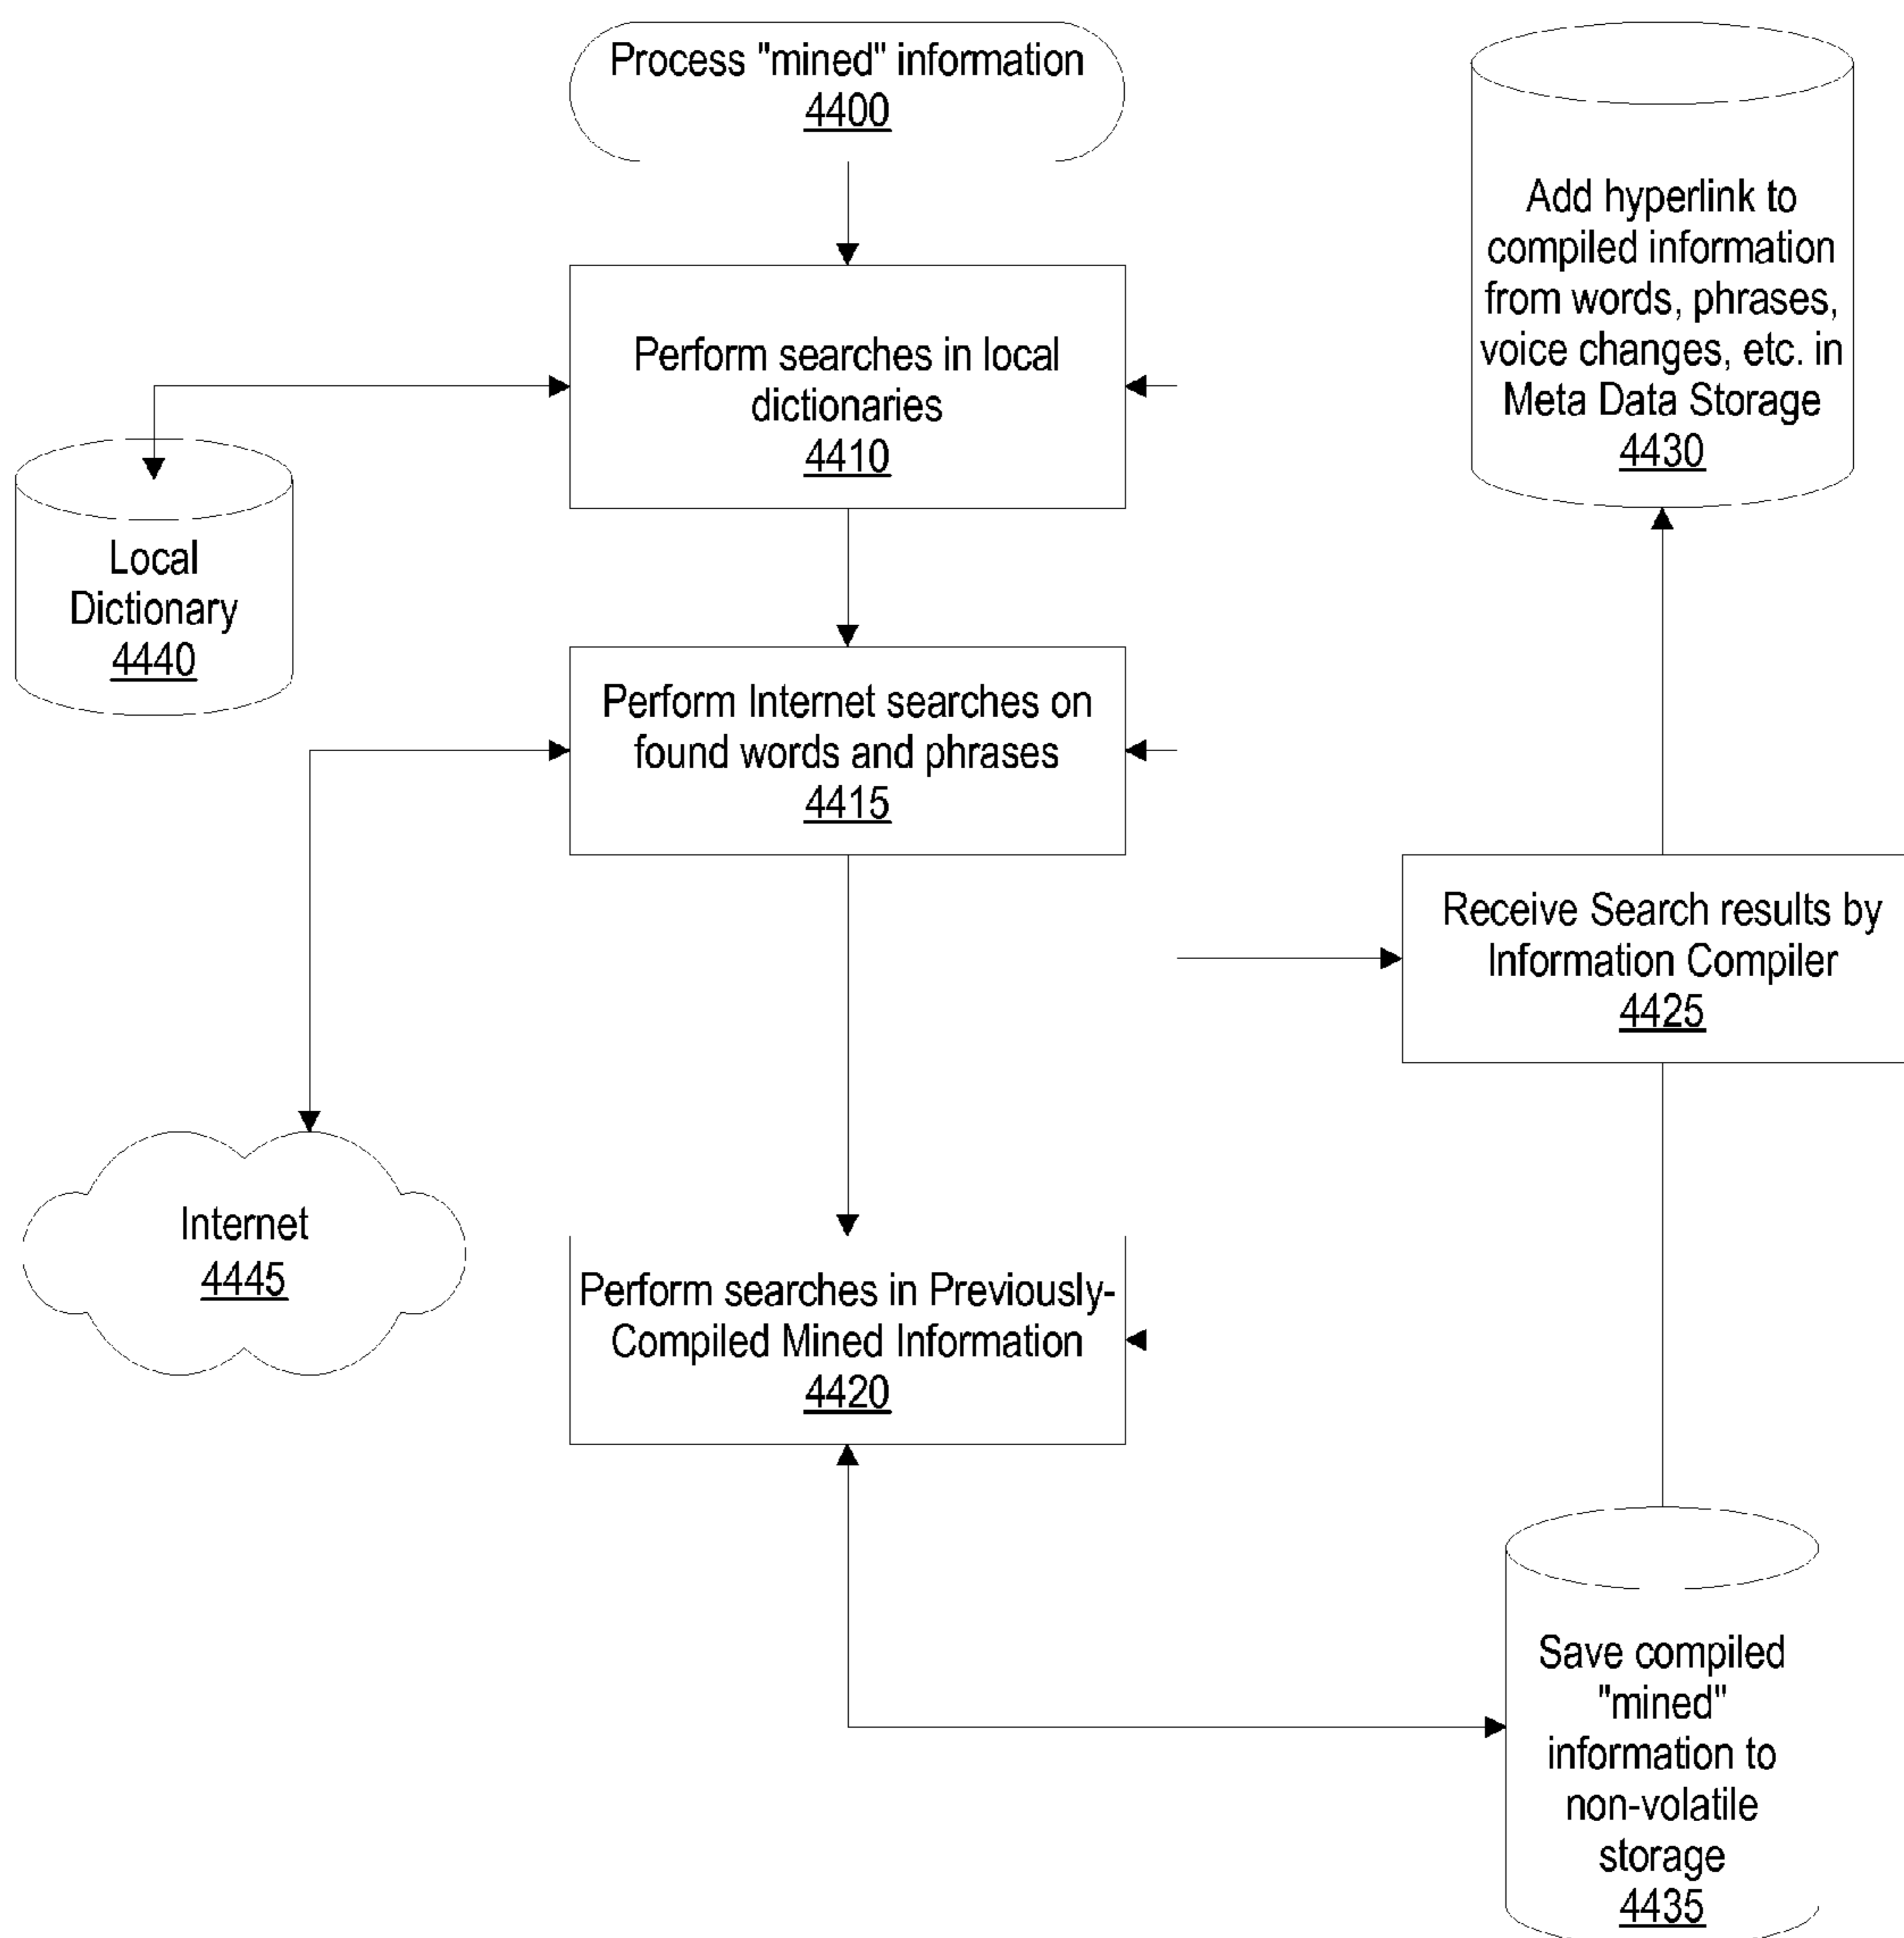 Process "mined" information
4400
Perform searches in local
dictionaries
4410
Local
Dictionary
4440
Perform Internet searches on
found words and phrases
4415
Internet
4445
Perform searches in Previously-
Compiled Mined Information
4420
Add hyperlink to
compiled information
from words, phrases,
voice changes, etc. in
Meta Data Storage
4430
Receive Search results by
Information Compiler
4425
Save compiled
"mined"
information to
non-volatile
storage
4435